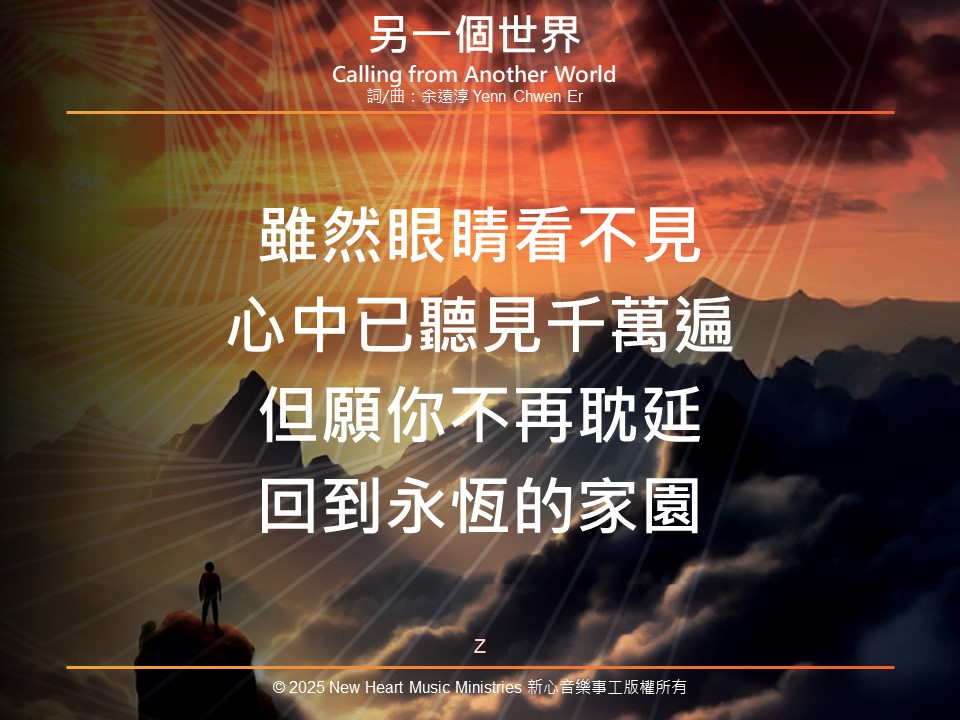 另一個世界
Calling from Another World
詞/曲：余遠淳 Yenn Chwen Er
雖然眼睛看不見
心中已聽見千萬遍
但願你不再耽延
回到永恆的家園
Z
© 2025 New Heart Music Ministries 新心音樂事工版權所有